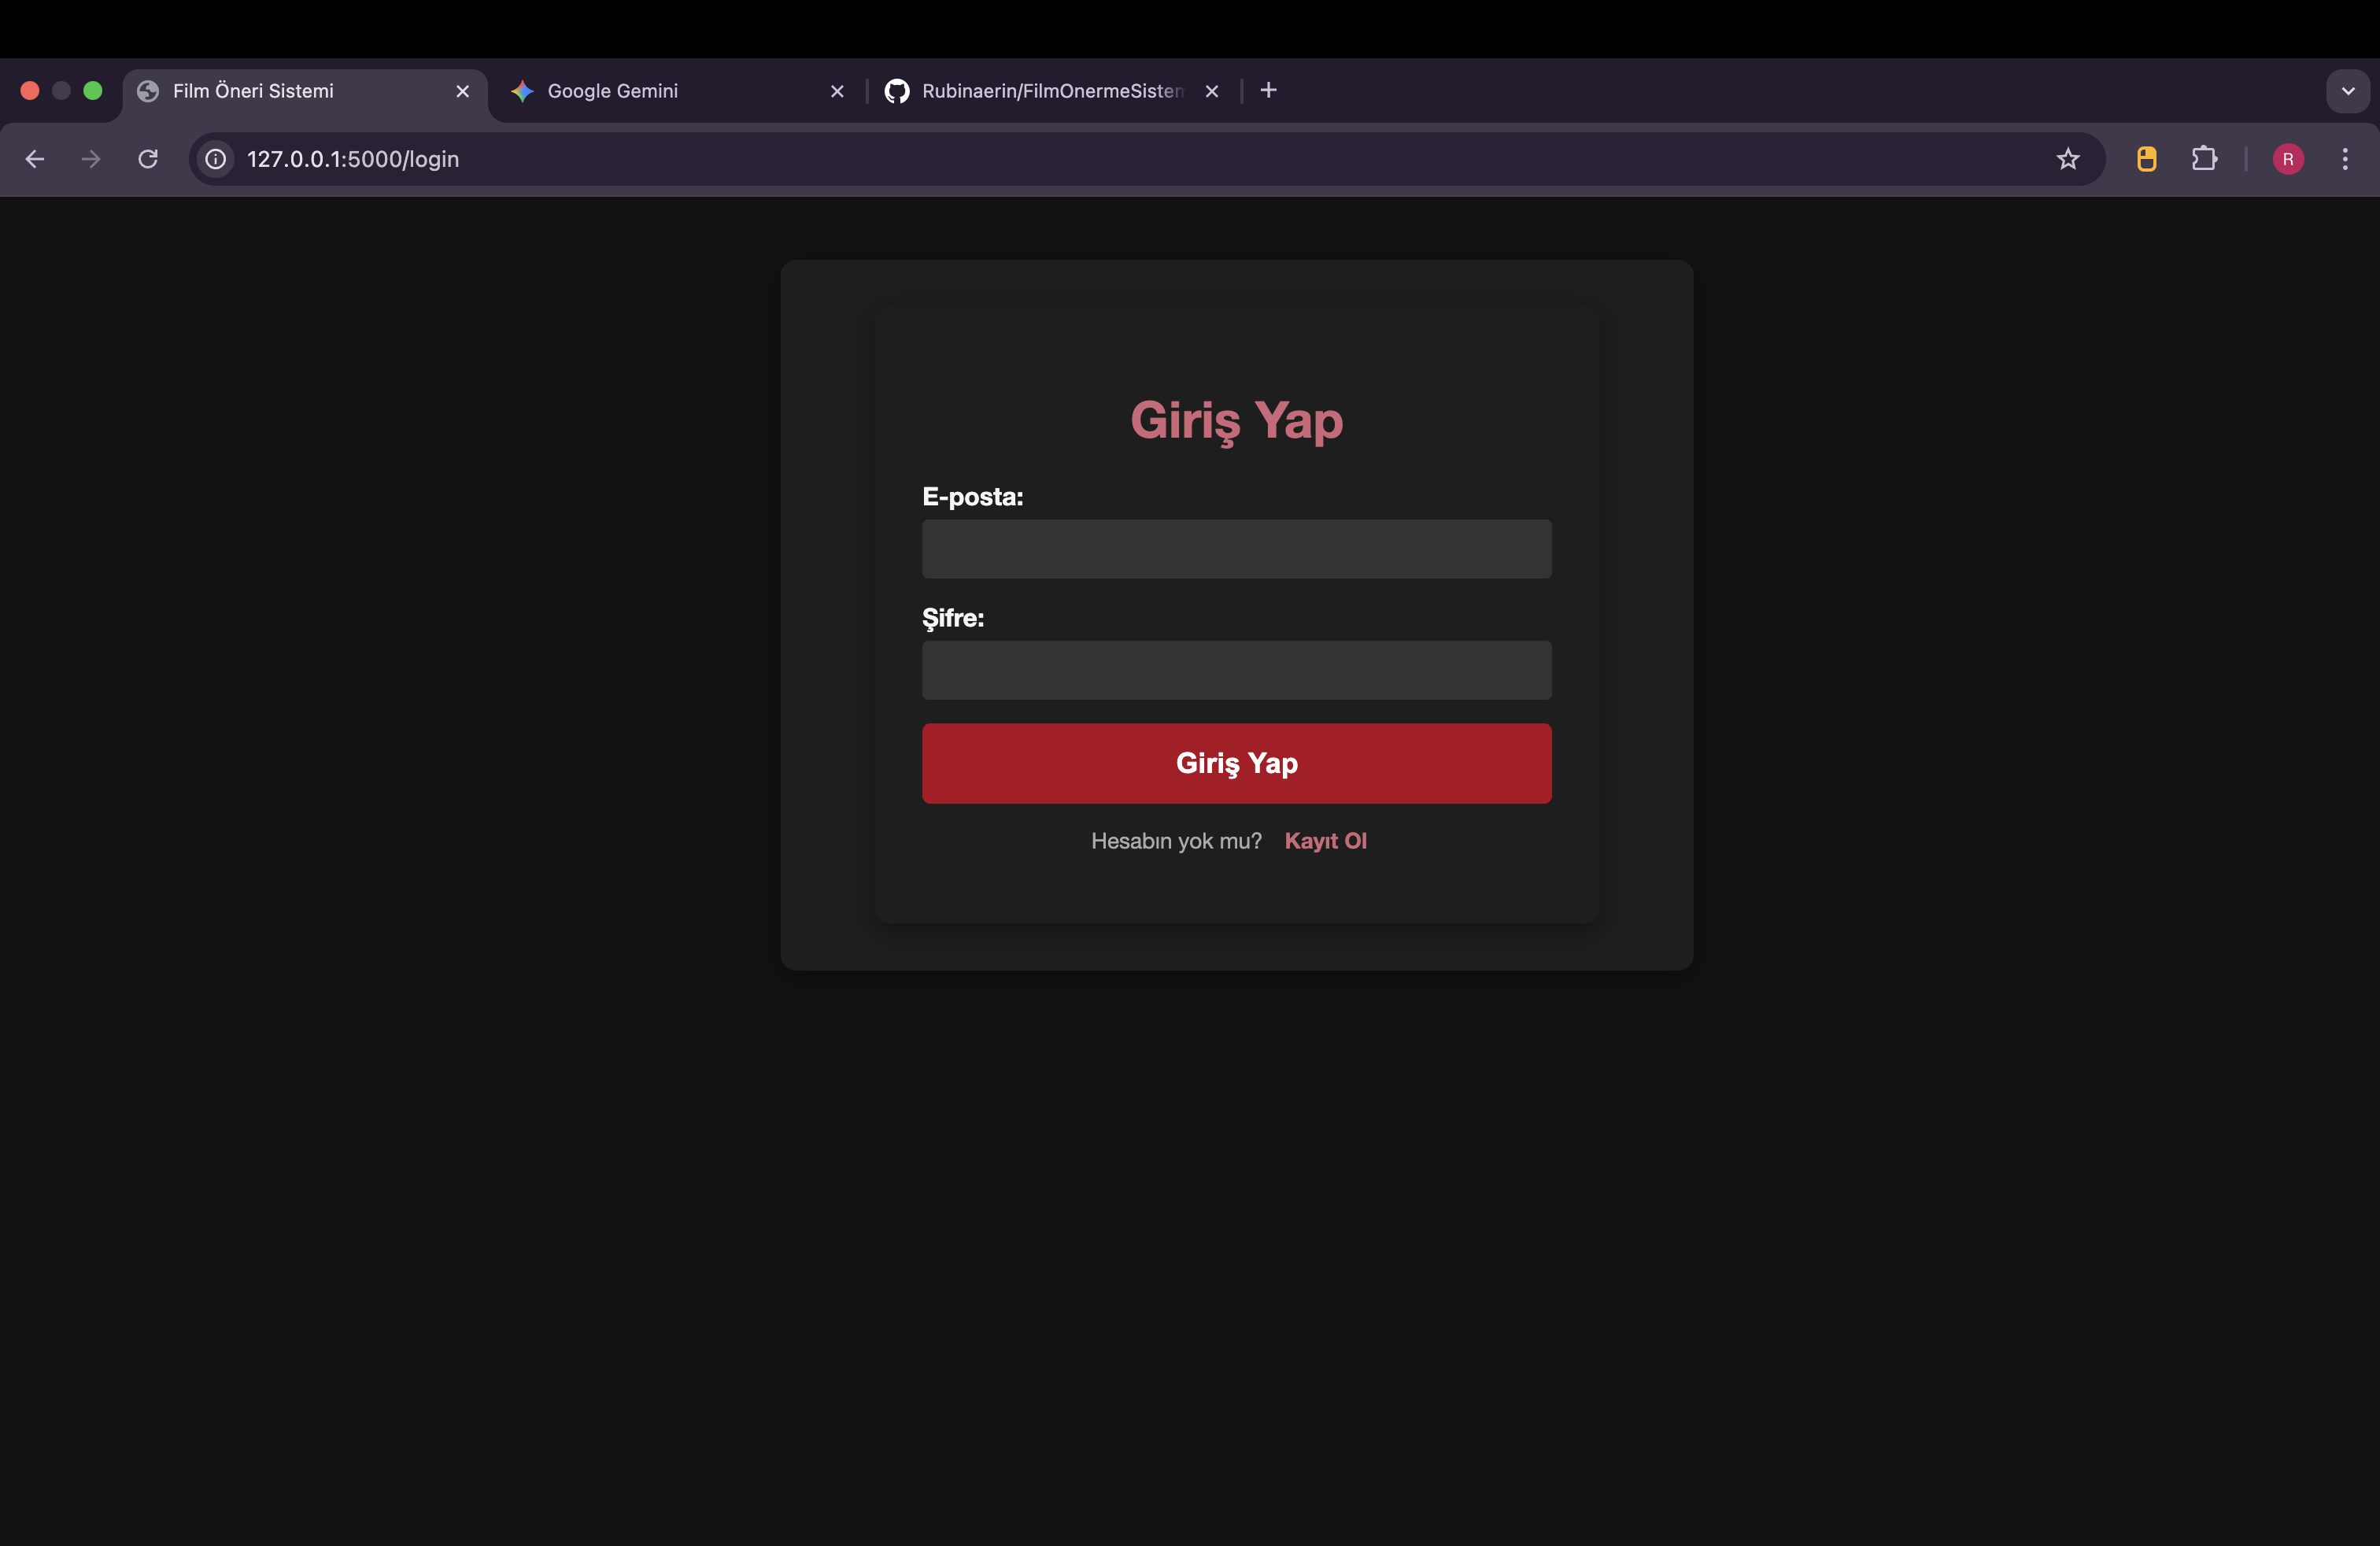 Film Öneri Sistemi
Google Gemini
Rubinaerin/FilmOnermeSistem
127.0.0.1:5000/login
R
Giriş Yap
E-posta:
Şifre:
Giriş Yap
Hesabın yok mu? Kayıt Ol